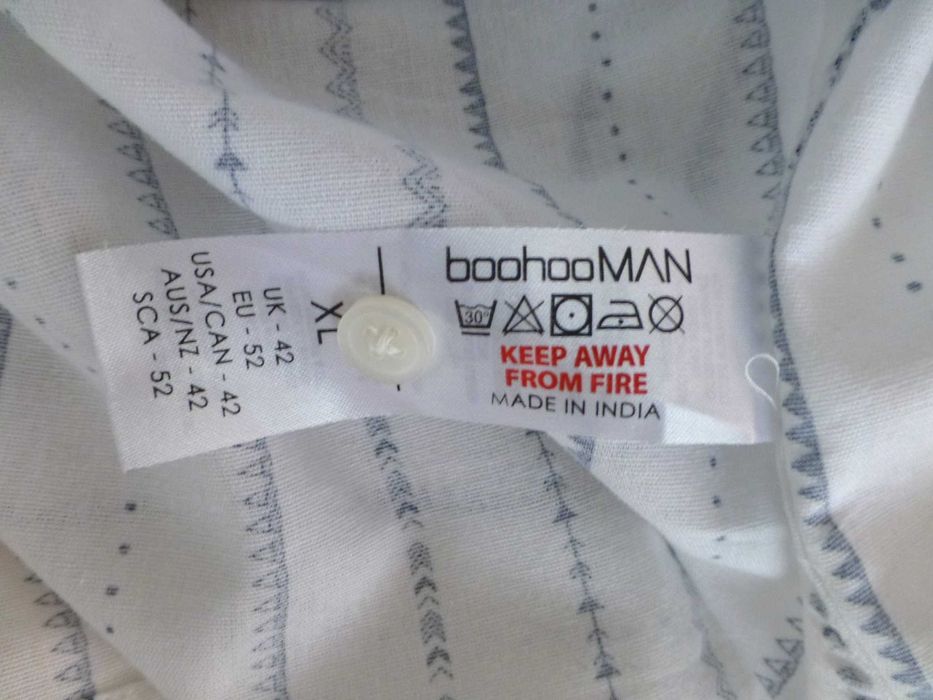 boohooMAN
30°
KEEP AWAY
FROM FIRE
MADE IN INDIA
XL
UK - 42
EU - 52
USA/CAN - 42
AUS/NZ - 42
SCA - 52